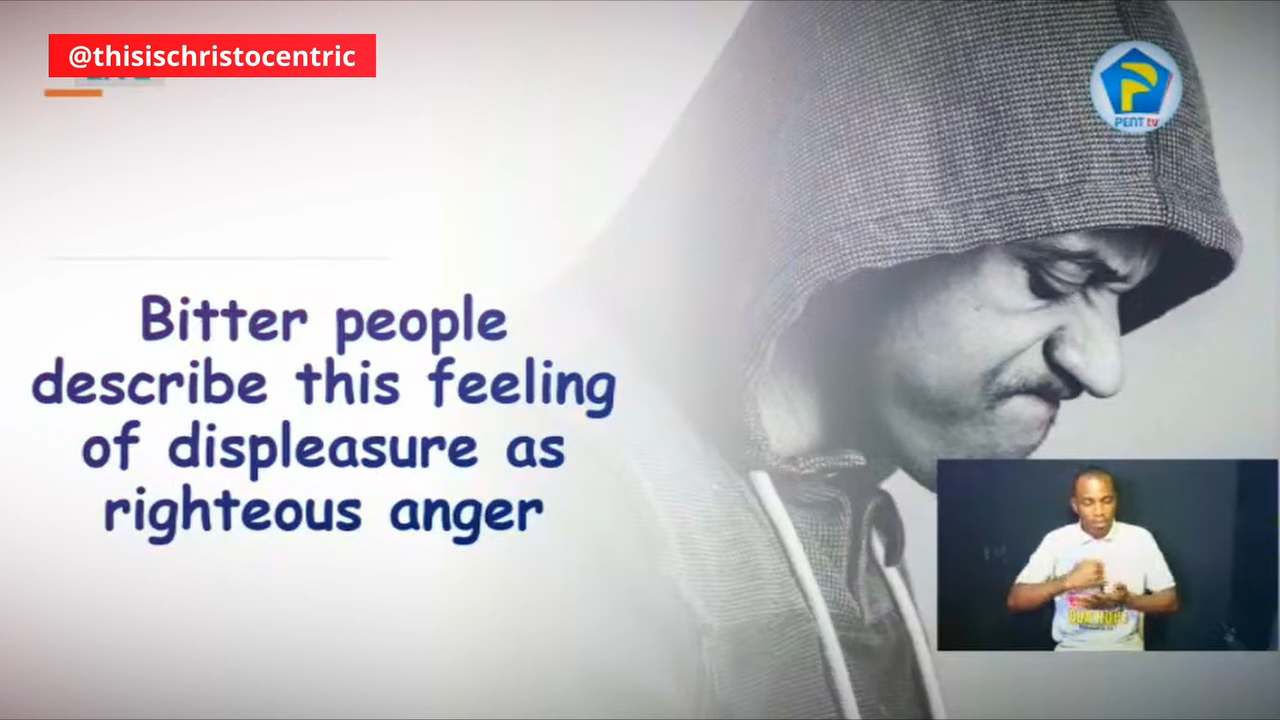 @thisischristocentric
PENT tv
Bitter people
describe this feeling
of displeasure as
righteous anger